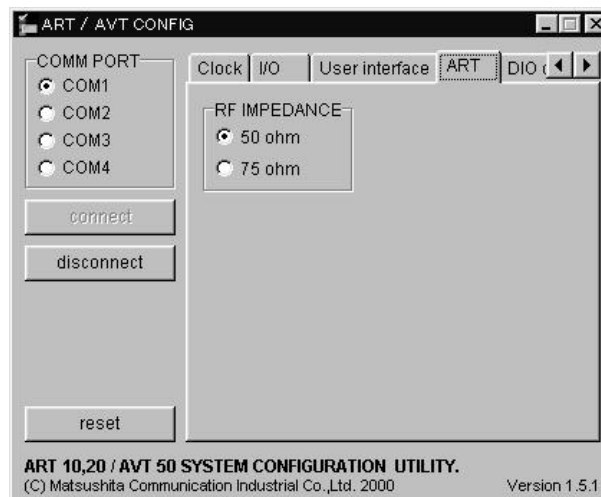 ART / AVT CONFIG
COMM PORT
COM1
COM2
COM3
COM4
connect
disconnect
reset
Clock I/O User interface ART DIO
RF IMPEDANCE
50 ohm
75 ohm
ART 10,20 / AVT 50 SYSTEM CONFIGURATION UTILITY.
(C) Matsushita Communication Industrial Co.,Ltd. 2000 Version 1.5.1